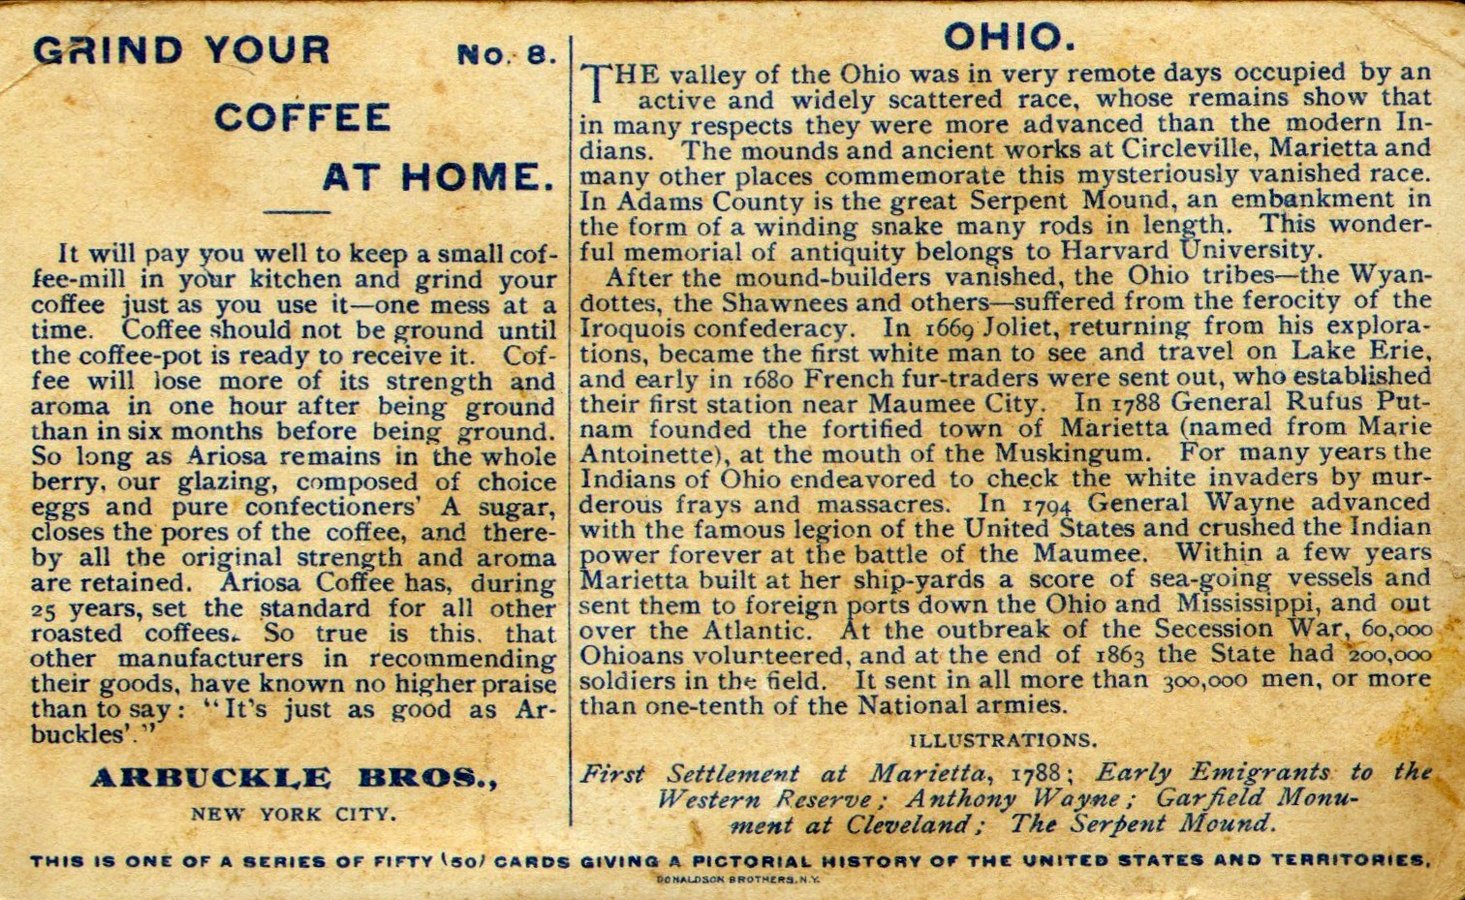 GRIND YOUR No. 8.
COFFEE
AT HOME.
It will pay you well to keep a small cof-
fee-mill in your kitchen and grind your
coffee just as you use it—one mess at a
time. Coffee should not be ground until
the coffee-pot is ready to receive it. Cof-
fee will lose more of its strength and
aroma in one hour after being ground
than in six months before being ground.
So long as Ariosa remains in the whole
berry, our glazing, composed of choice
eggs and pure confectioners' A sugar,
closes the pores of the coffee, and there-
by all the original strength and aroma
are retained. Ariosa Coffee has, during
25 years, set the standard for all other
roasted coffees. So true is this, that
other manufacturers in recommending
their goods, have known no higher praise
than to say: "It's just as good as Ar-
buckles'."
ARBUCKLE BROS.,
NEW YORK CITY.
OHIO.
THE valley of the Ohio was in very remote days occupied by an
active and widely scattered race, whose remains show that
in many respects they were more advanced than the modern In-
dians. The mounds and ancient works at Circleville, Marietta and
many other places commemorate this mysteriously vanished race.
In Adams County is the great Serpent Mound, an embankment in
the form of a winding snake many rods in length. This wonder-
ful memorial of antiquity belongs to Harvard University.
After the mound-builders vanished, the Ohio tribes—the Wyan-
dottes, the Shawnees and others—suffered from the ferocity of the
Iroquois confederacy. In 1669 Joliet, returning from his explora-
tions, became the first white man to see and travel on Lake Erie,
and early in 1680 French fur-traders were sent out, who established
their first station near Maumee City. In 1788 General Rufus Put-
nam founded the fortified town of Marietta (named from Marie
Antoinette), at the mouth of the Muskingum. For many years the
Indians of Ohio endeavored to check the white invaders by mur-
derous frays and massacres. In 1794 General Wayne advanced
with the famous legion of the United States and crushed the Indian
power forever at the battle of the Maumee. Within a few years
Marietta built at her ship-yards a score of sea-going vessels and
sent them to foreign ports down the Ohio and Mississippi, and out
over the Atlantic. At the outbreak of the Secession War, 60,000
Ohioans volunteered, and at the end of 1863 the State had 200,000
soldiers in the field. It sent in all more than 300,000 men, or more
than one-tenth of the National armies.
ILLUSTRATIONS.
First Settlement at Marietta, 1788; Early Emigrants to the
Western Reserve; Anthony Wayne; Garfield Monu-
ment at Cleveland; The Serpent Mound.
THIS IS ONE OF A SERIES OF FIFTY (50) CARDS GIVING A PICTORIAL HISTORY OF THE UNITED STATES AND TERRITORIES.
DONALDSON BROTHERS, N.Y.